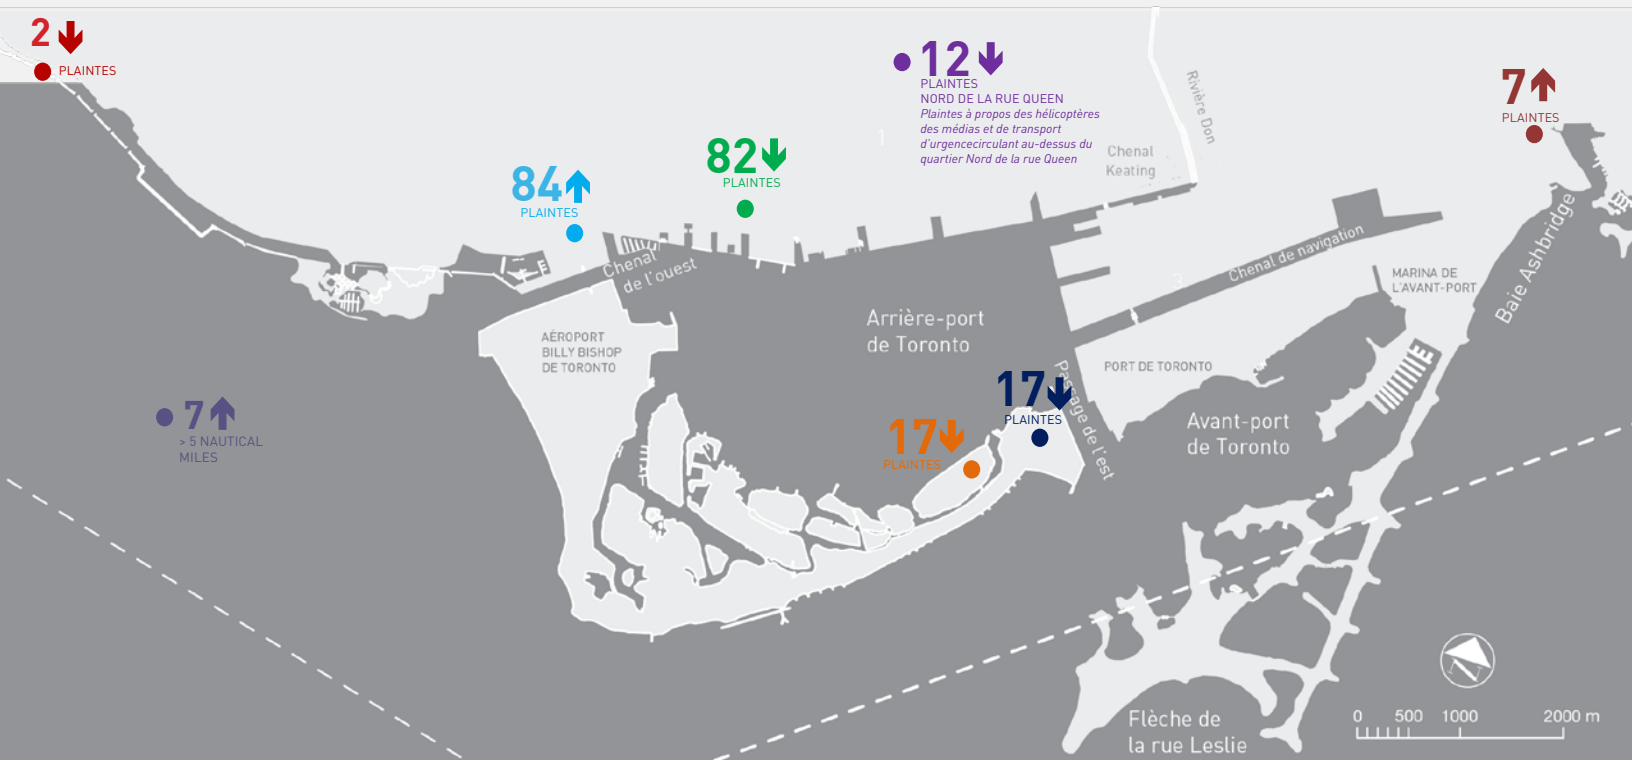 2
PLAINTES
12
PLAINTES
NORD DE LA RUE QUEEN
Plaintes à propos des hélicoptères
des médias et de transport
d'urgencecirculant au-dessus du
quartier Nord de la rue Queen
1
Rivière Don
7
PLAINTES
82
PLAINTES
84
PLAINTES
Chenal
Keating
Chenal
de l'ouest
Chenal de navigation
3
MARINA DE
L'AVANT-PORT
Baie Ashbridge
Arrière-port
de Toronto
AÉROPORT
BILLY BISHOP
DE TORONTO
PORT DE TORONTO
Passage de l'est
17
PLAINTES
17
PLAINTES
7
> 5 NAUTICAL
MILES
Avant-port
de Toronto
Flèche de
la rue Leslie
0 500 1000 2000 m